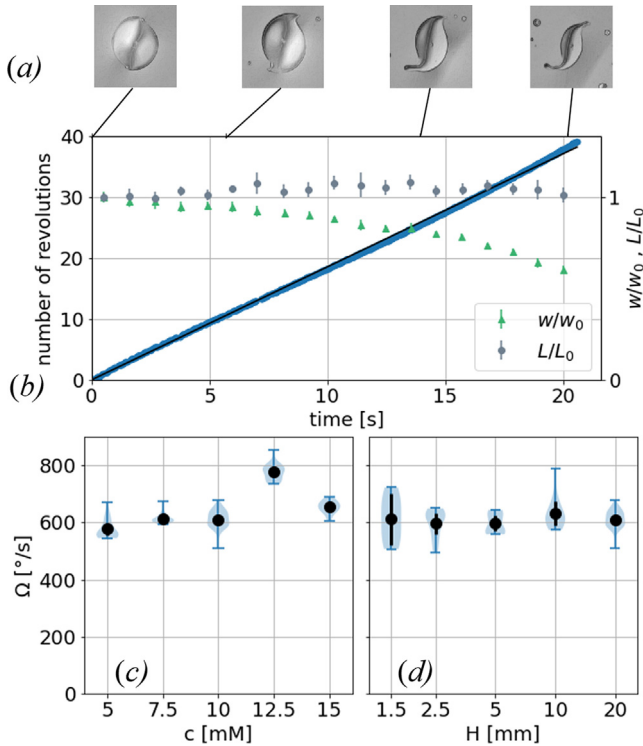 (a)
40
30
20
10
0
number of revolutions
1
0
w/w₀ , L/L₀
w/w₀
L/L₀
0 5 10 15 20
time [s]
(b)
800
600
400
200
0
Ω [°/s]
(c)
(d)
5 7.5 10 12.5 15
1.5 2.5 5 10 20
c [mM]
H [mm]